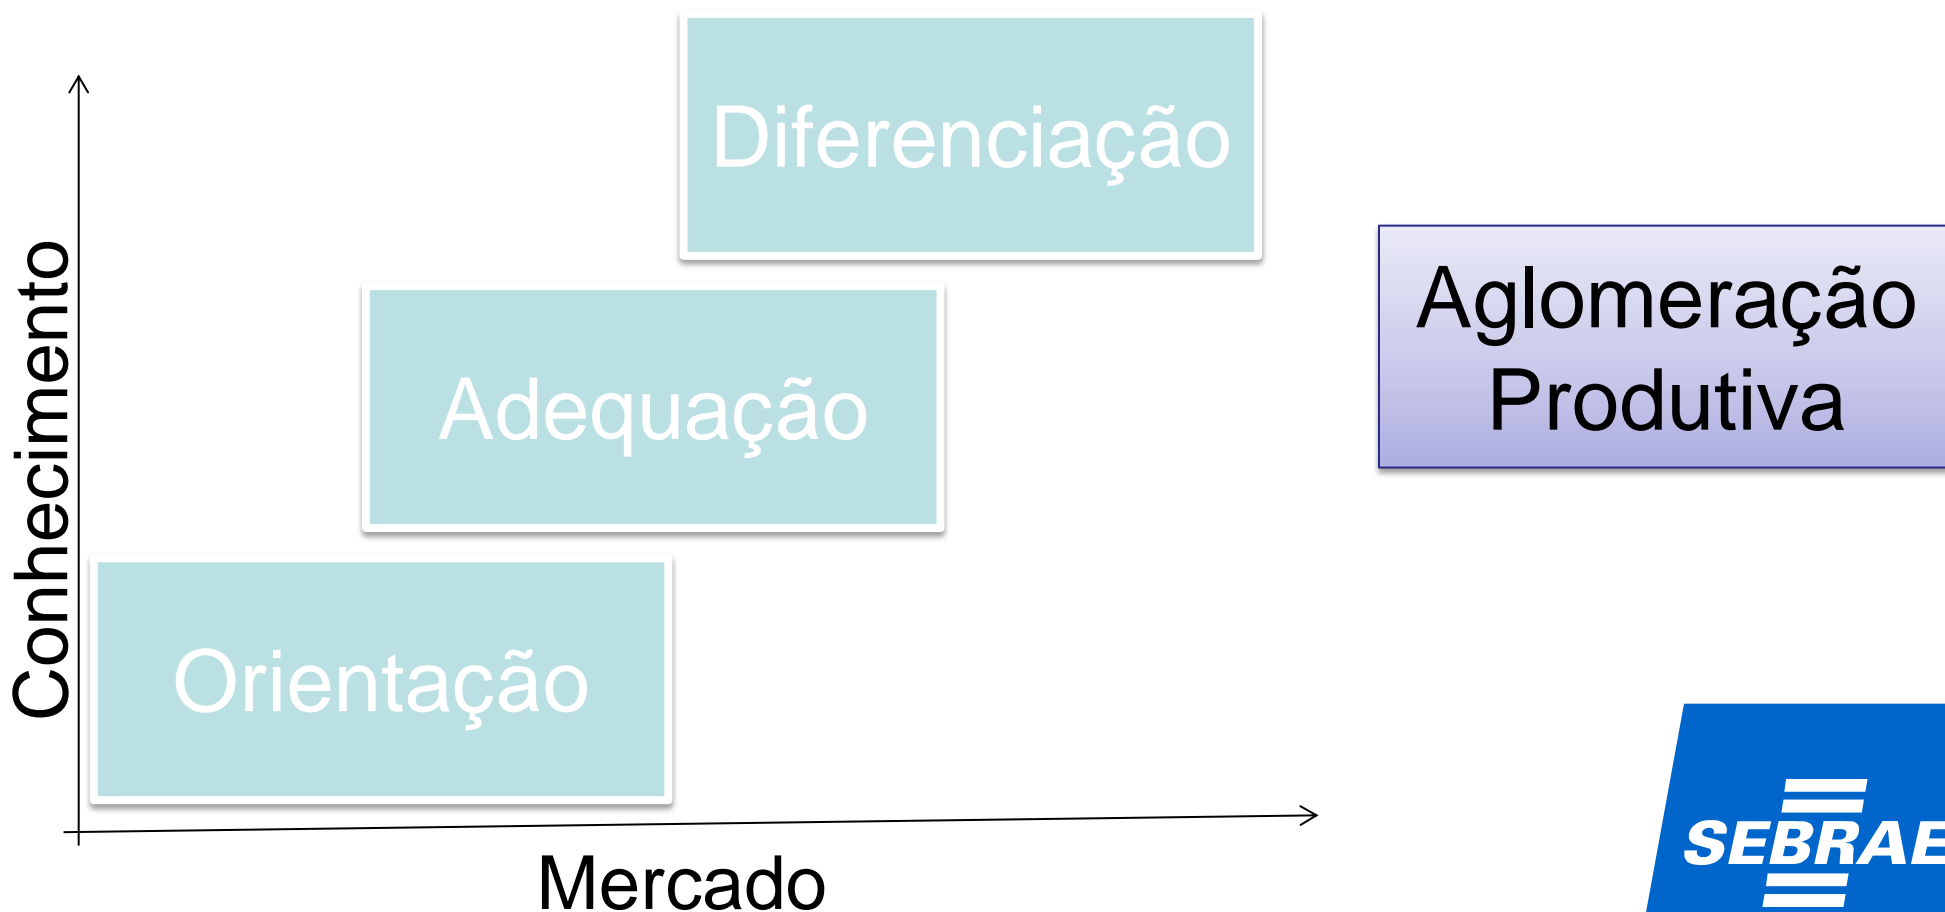 Diferenciação
Conhecimento
Aglomeração
Produtiva
Adequação
Orientação
SEBRAE
Mercado